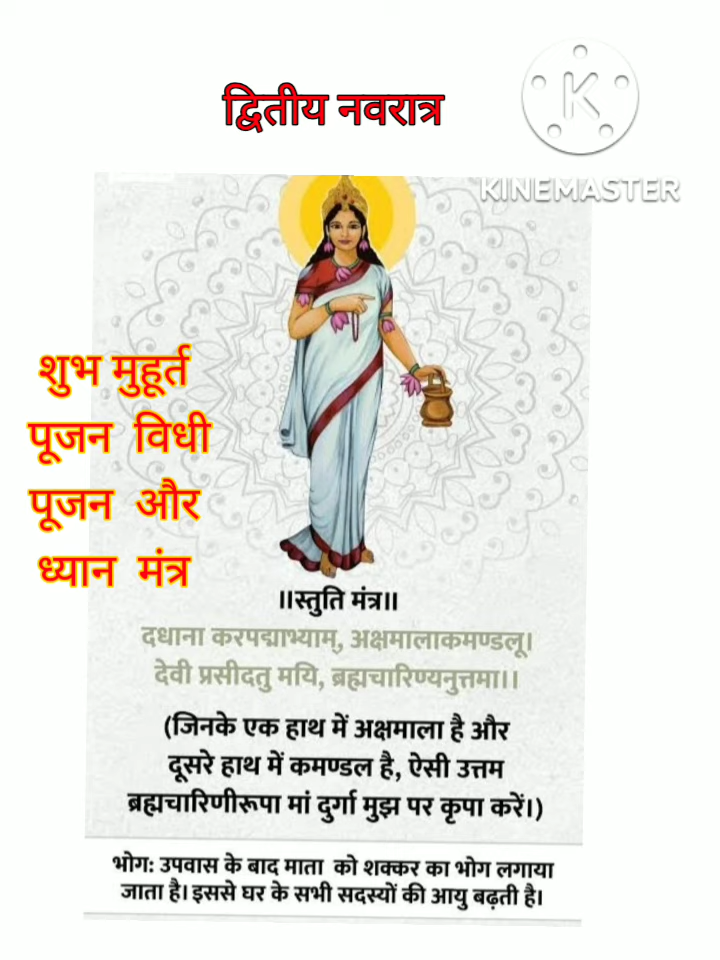 द्वितीय नवरात्र
K
KINEMASTER
शुभ मुहूर्त
पूजन विधी
पूजन और
ध्यान मंत्र
॥स्तुति मंत्र॥
दधाना करपद्माभ्याम्, अक्षमालाकमण्डलू।
देवी प्रसीदतु मयि, ब्रह्मचारिण्यनुत्तमा।।
(जिनके एक हाथ में अक्षमाला है और
दूसरे हाथ में कमण्डल है, ऐसी उत्तम
ब्रह्मचारिणीरूपा मां दुर्गा मुझ पर कृपा करें।)
भोग: उपवास के बाद माता को शक्कर का भोग लगाया
जाता है। इससे घर के सभी सदस्यों की आयु बढ़ती है।